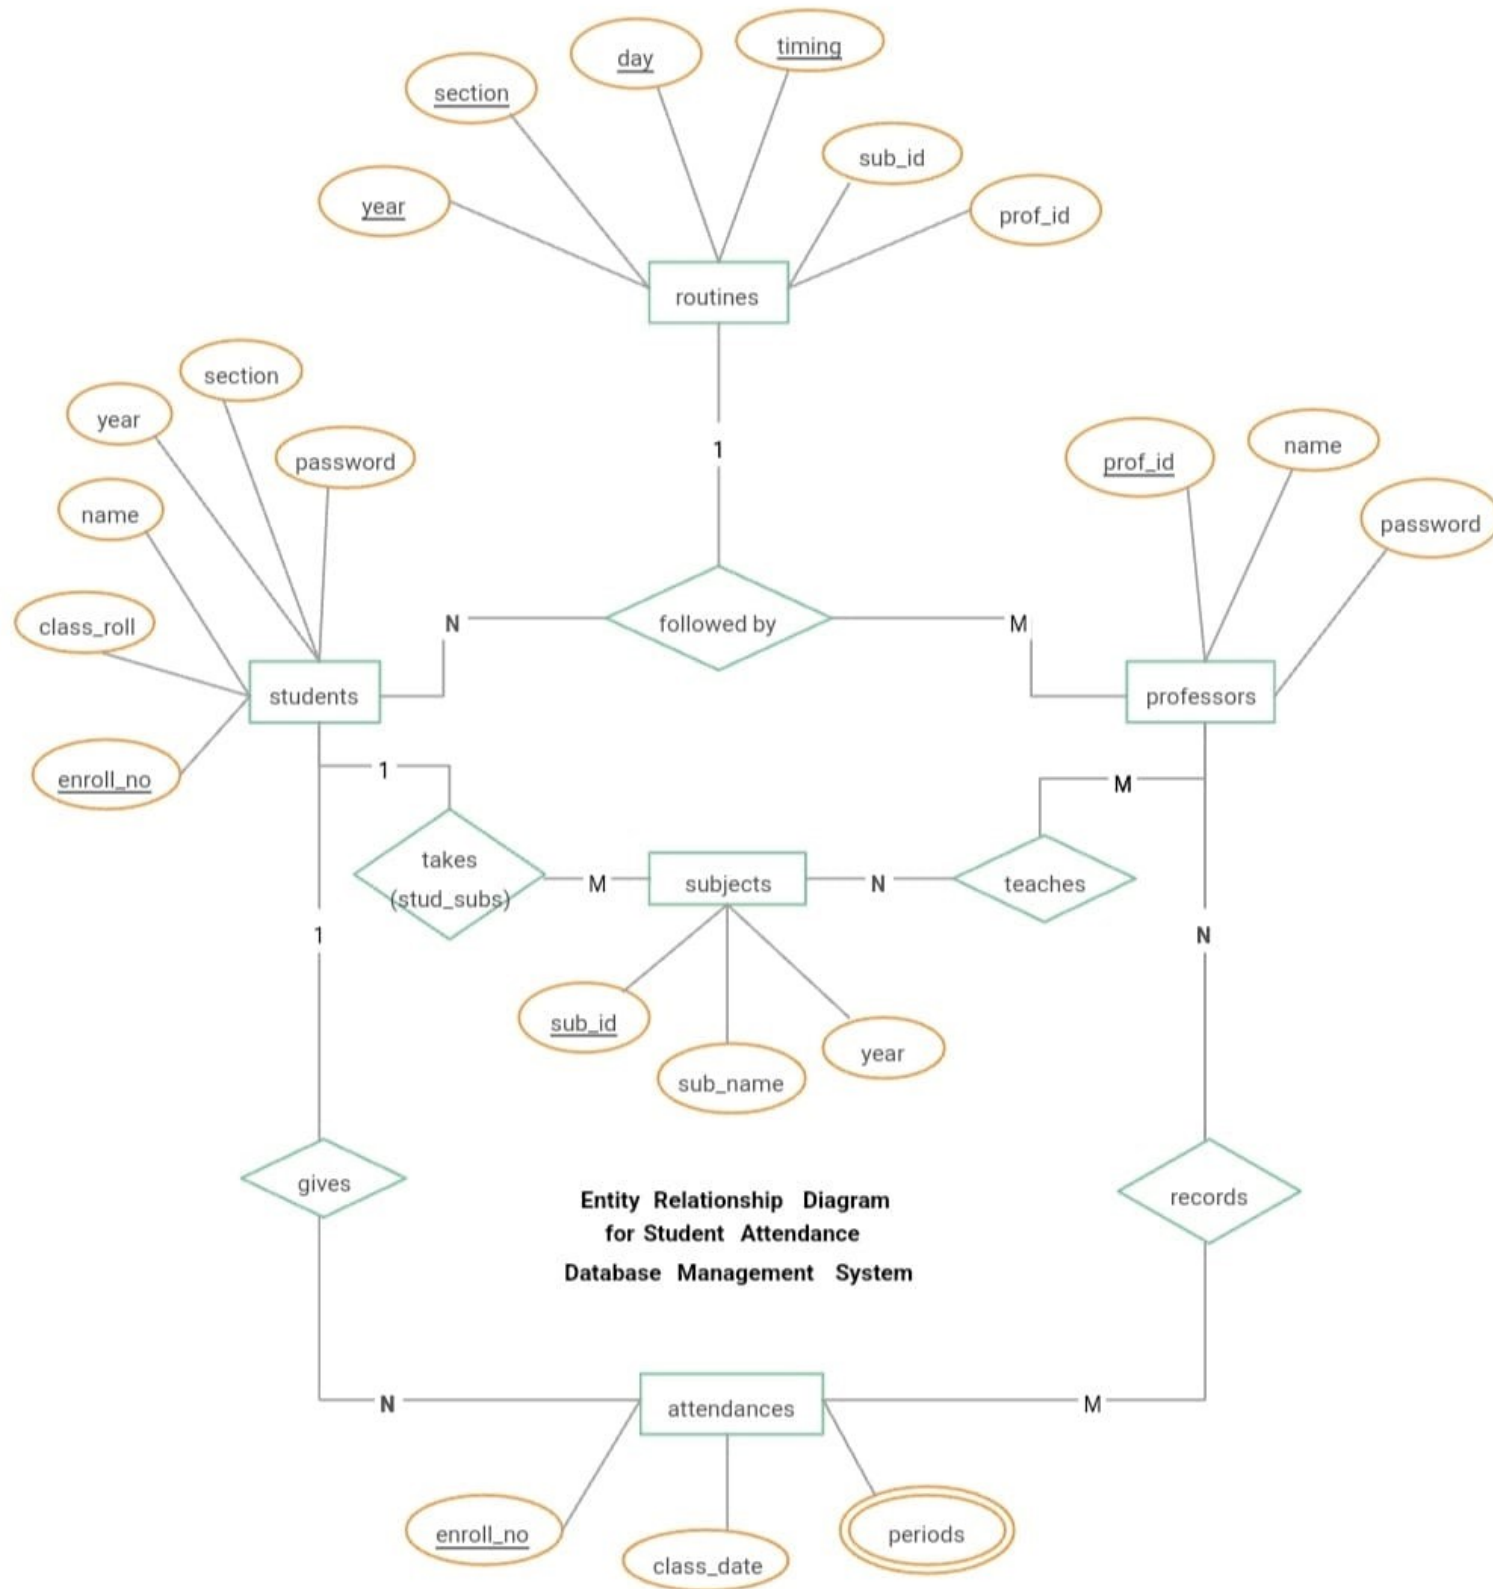 timing
day
section
sub_id
year
prof_id
routines
section
year
password
name
class_roll
students
enroll_no
1
N
followed by
M
prof_id
name
password
professors
1
takes
(stud_subs)
M
subjects
N
teaches
M
sub_id
sub_name
year
1
N
gives
records
Entity Relationship Diagram
for Student Attendance
Database Management System
N
attendances
M
enroll_no
class_date
periods